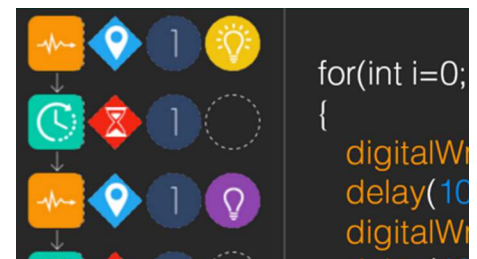 1
for(int i=0;
1
{
digitalWr
delay(10
1
digitalWr